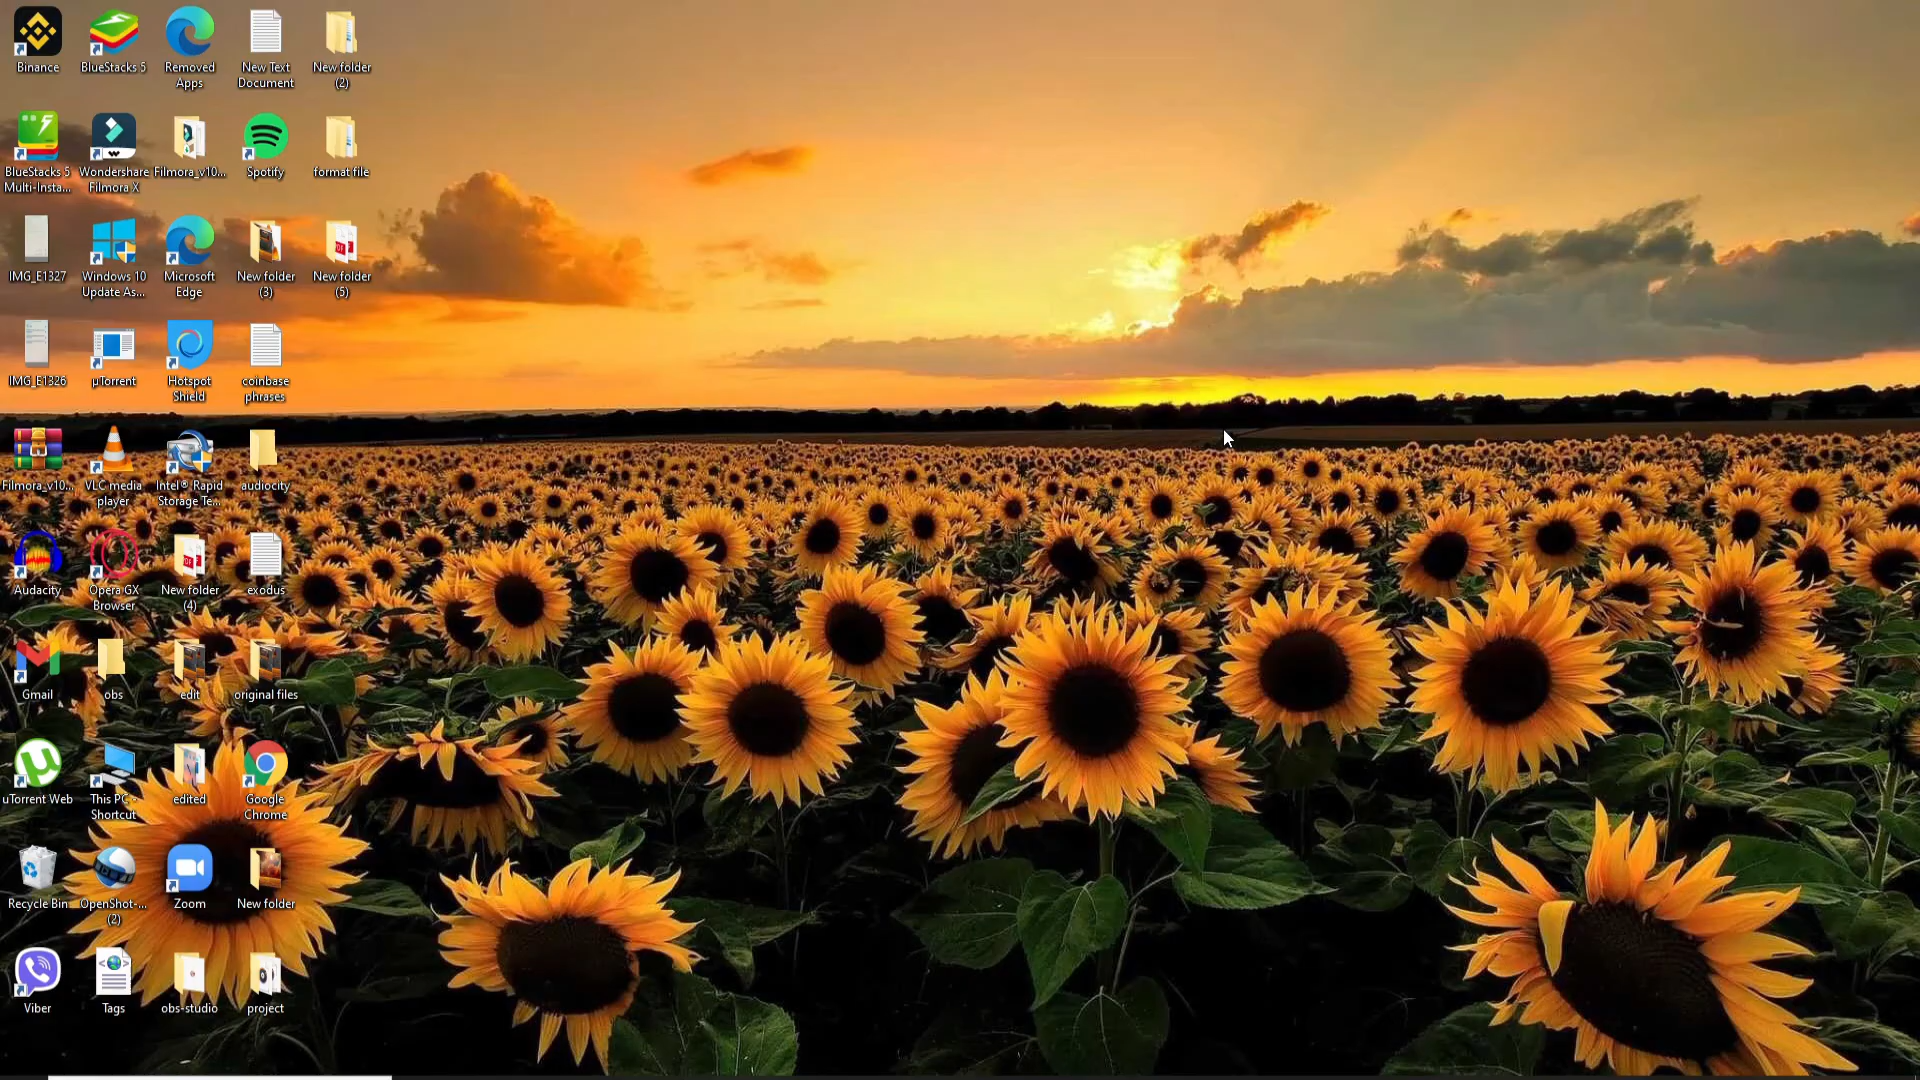 Binance
BlueStacks 5
Removed
Apps
New Text
Document
New folder
(2)
BlueStacks 5
Multi-Insta...
Wondershare
Filmora X
Filmora_v10...
Spotify
format file
IMG_E1327
Windows 10
Update As...
Microsoft
Edge
New folder
(3)
New folder
(5)
IMG_E1326
µTorrent
Hotspot
Shield
coinbase
phrases
Filmora_v10...
VLC media
player
Intel® Rapid
Storage Te...
audiocity
Audacity
Opera GX
Browser
New folder
(4)
exodus
Gmail
obs
edit
original files
uTorrent Web
This PC -
Shortcut
edited
Google
Chrome
Recycle Bin
OpenShot-...
(2)
Zoom
New folder
Viber
Tags
obs-studio
project